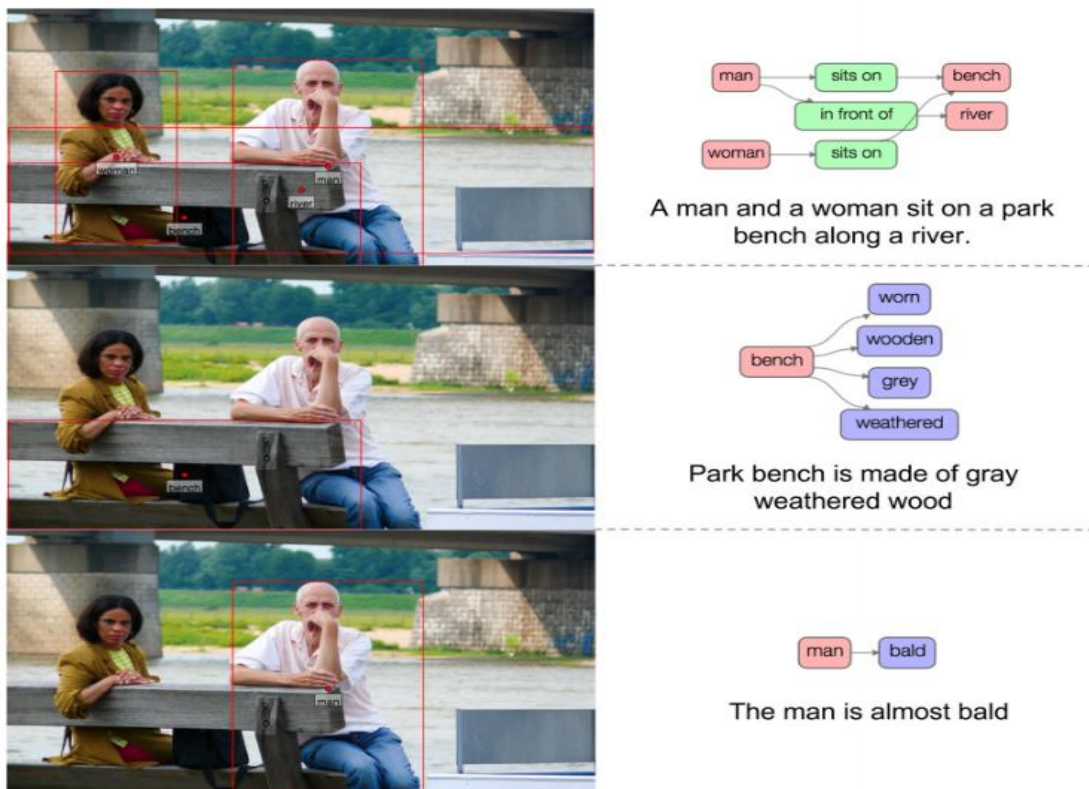 man
sits on
bench
in front of
river
woman
sits on
A man and a woman sit on a park
bench along a river.
woman
man
river
bench
worn
wooden
bench
grey
weathered
Park bench is made of gray
weathered wood
bench
man
bald
The man is almost bald
man